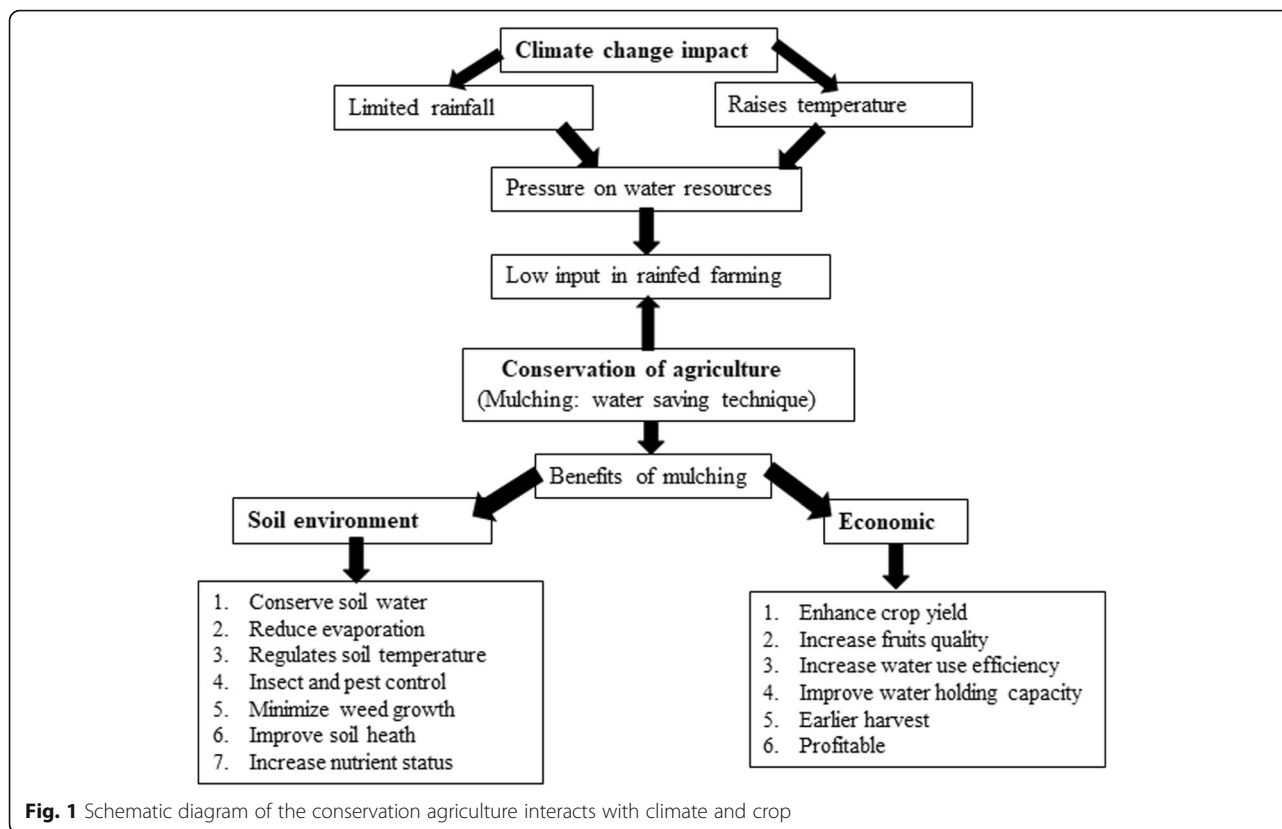 Climate change impact
Limited rainfall
Raises temperature
Pressure on water resources
Low input in rainfed farming
Conservation of agriculture
(Mulching: water saving technique)
Benefits of mulching
Soil environment
Economic
1. Conserve soil water
2. Reduce evaporation
3. Regulates soil temperature
4. Insect and pest control
5. Minimize weed growth
6. Improve soil heath
7. Increase nutrient status
1. Enhance crop yield
2. Increase fruits quality
3. Increase water use efficiency
4. Improve water holding capacity
5. Earlier harvest
6. Profitable
Fig. 1 Schematic diagram of the conservation agriculture interacts with climate and crop